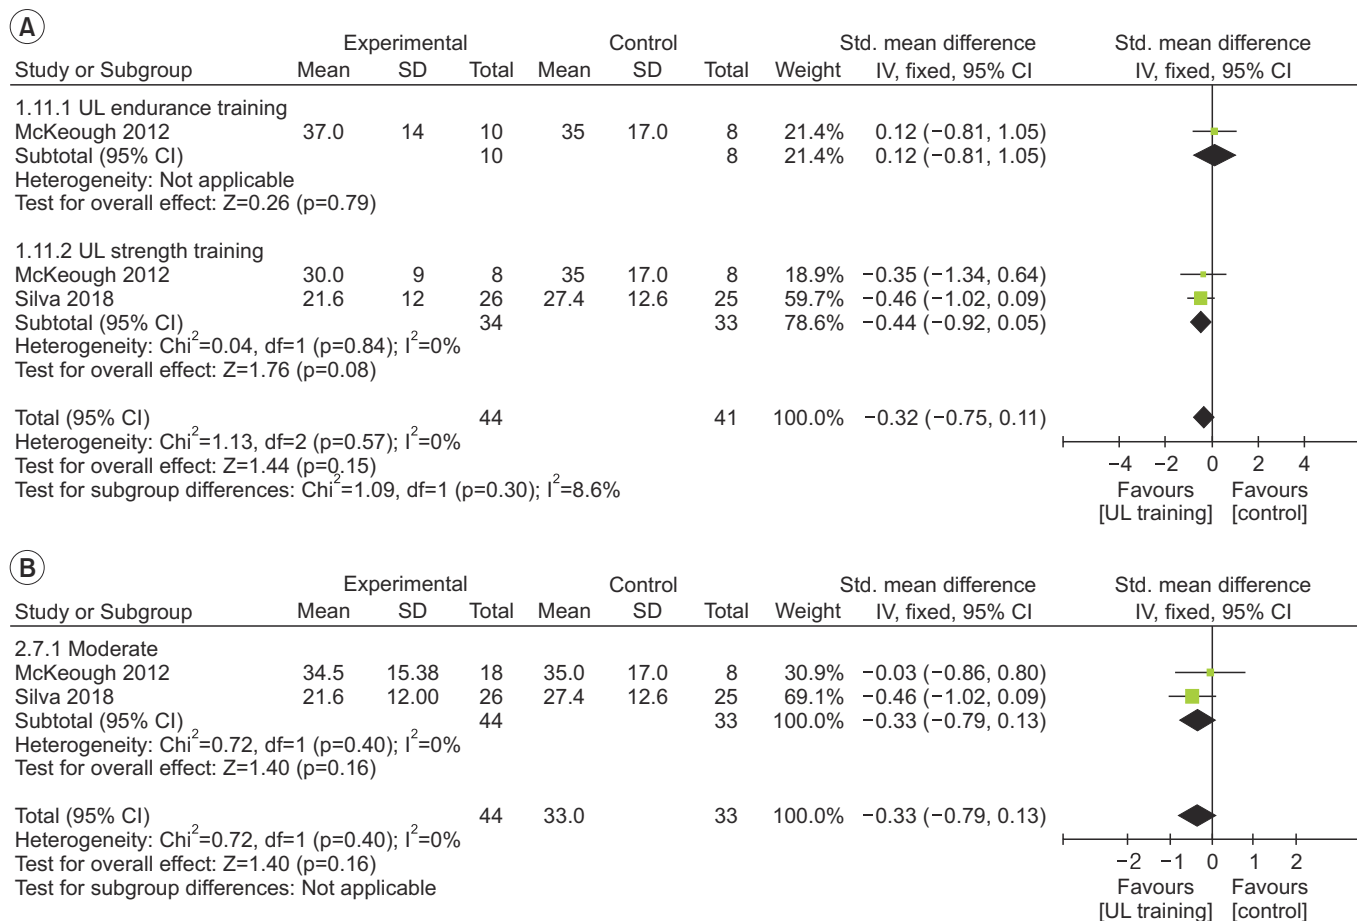 A
Experimental Control Std. mean difference Std. mean difference
Study or Subgroup Mean SD Total Mean SD Total Weight IV, fixed, 95% CI IV, fixed, 95% CI
1.11.1 UL endurance training
McKeough 2012 37.0 14 10 35 17.0 8 21.4% 0.12 (−0.81, 1.05)
Subtotal (95% CI) 10 8 21.4% 0.12 (−0.81, 1.05)
Heterogeneity: Not applicable
Test for overall effect: Z=0.26 (p=0.79)
1.11.2 UL strength training
McKeough 2012 30.0 9 8 35 17.0 8 18.9% −0.35 (−1.34, 0.64)
Silva 2018 21.6 12 26 27.4 12.6 25 59.7% −0.46 (−1.02, 0.09)
Subtotal (95% CI) 34 33 78.6% −0.44 (−0.92, 0.05)
Heterogeneity: Chi²=0.04, df=1 (p=0.84); I²=0%
Test for overall effect: Z=1.76 (p=0.08)
Total (95% CI) 44 41 100.0% −0.32 (−0.75, 0.11)
Heterogeneity: Chi²=1.13, df=2 (p=0.57); I²=0%
Test for overall effect: Z=1.44 (p=0.15)
Test for subgroup differences: Chi²=1.09, df=1 (p=0.30); I²=8.6%
−4 −2 0 2 4
Favours Favours
[UL training] [control]
B
Experimental Control Std. mean difference Std. mean difference
Study or Subgroup Mean SD Total Mean SD Total Weight IV, fixed, 95% CI IV, fixed, 95% CI
2.7.1 Moderate
McKeough 2012 34.5 15.38 18 35.0 17.0 8 30.9% −0.03 (−0.86, 0.80)
Silva 2018 21.6 12.00 26 27.4 12.6 25 69.1% −0.46 (−1.02, 0.09)
Subtotal (95% CI) 44 33 100.0% −0.33 (−0.79, 0.13)
Heterogeneity: Chi²=0.72, df=1 (p=0.40); I²=0%
Test for overall effect: Z=1.40 (p=0.16)
Total (95% CI) 44 33.0 33 100.0% −0.33 (−0.79, 0.13)
Heterogeneity: Chi²=0.72, df=1 (p=0.40); I²=0%
Test for overall effect: Z=1.40 (p=0.16)
Test for subgroup differences: Not applicable
−2 −1 0 1 2
Favours Favours
[UL training] [control]